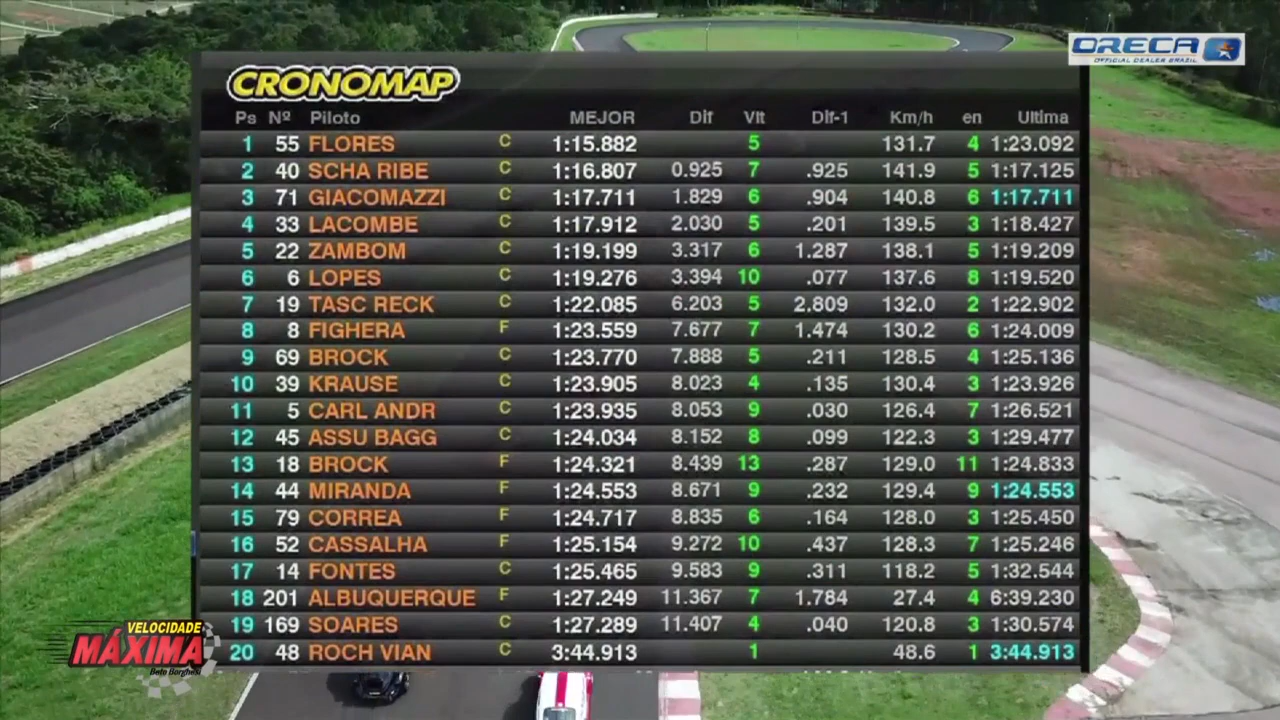 ORECA
OFFICIAL DEALER BRAZIL
CRONOMAP
Ps Nº Piloto MEJOR Dif Vlt Dif-1 Km/h en Ultima
1 55 FLORES C 1:15.882 5 131.7 4 1:23.092
2 40 SCHA RIBE C 1:16.807 0.925 7 .925 141.9 5 1:17.125
3 71 GIACOMAZZI C 1:17.711 1.829 6 .904 140.8 6 1:17.711
4 33 LACOMBE C 1:17.912 2.030 5 .201 139.5 3 1:18.427
5 22 ZAMBOM C 1:19.199 3.317 6 1.287 138.1 5 1:19.209
6 6 LOPES C 1:19.276 3.394 10 .077 137.6 8 1:19.520
7 19 TASC RECK C 1:22.085 6.203 5 2.809 132.0 2 1:22.902
8 8 FIGHERA F 1:23.559 7.677 7 1.474 130.2 6 1:24.009
9 69 BROCK C 1:23.770 7.888 5 .211 128.5 4 1:25.136
10 39 KRAUSE C 1:23.905 8.023 4 .135 130.4 3 1:23.926
11 5 CARL ANDR C 1:23.935 8.053 9 .030 126.4 7 1:26.521
12 45 ASSU BAGG C 1:24.034 8.152 8 .099 122.3 3 1:29.477
13 18 BROCK F 1:24.321 8.439 13 .287 129.0 11 1:24.833
14 44 MIRANDA F 1:24.553 8.671 9 .232 129.4 9 1:24.553
15 79 CORREA F 1:24.717 8.835 6 .164 128.0 3 1:25.450
16 52 CASSALHA F 1:25.154 9.272 10 .437 128.3 7 1:25.246
17 14 FONTES C 1:25.465 9.583 9 .311 118.2 5 1:32.544
18 201 ALBUQUERQUE F 1:27.249 11.367 7 1.784 27.4 4 6:39.230
19 169 SOARES C 1:27.289 11.407 4 .040 120.8 3 1:30.574
20 48 ROCH VIAN C 3:44.913 1 48.6 1 3:44.913
VELOCIDADE
MÁXIMA
Beto Borghesi